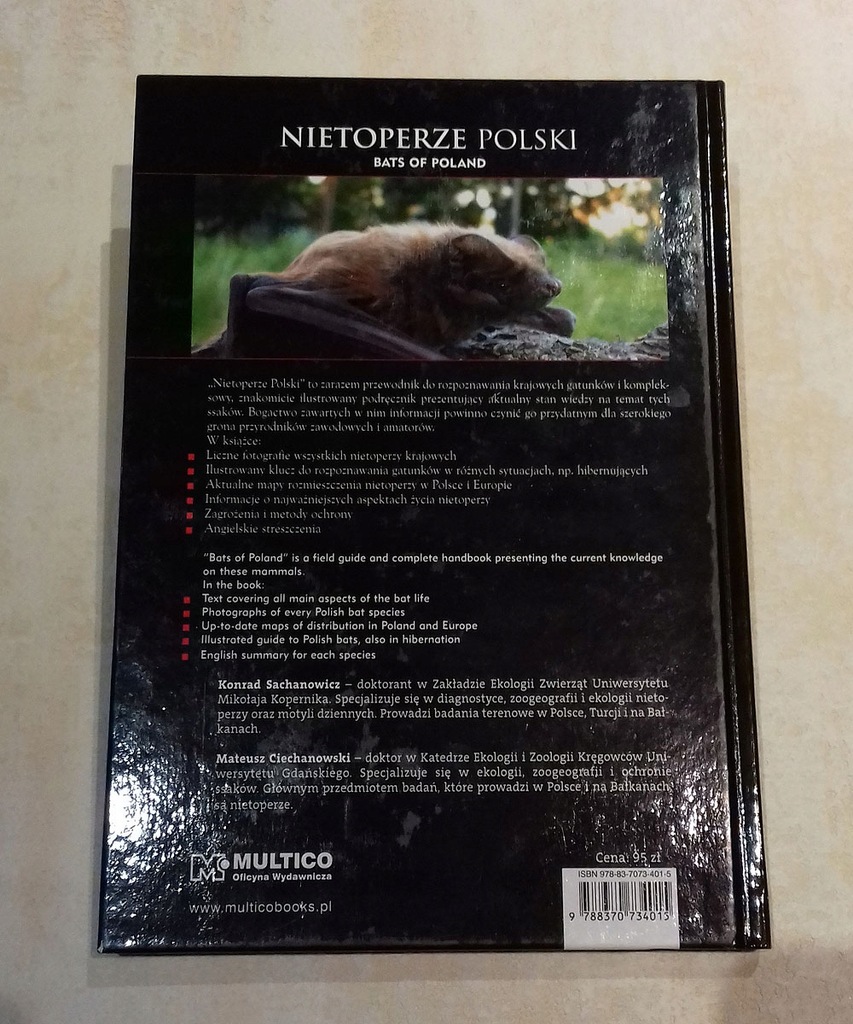 NIETOPERZE POLSKI
BATS OF POLAND
„Nietoperze Polski" to zarazem przewodnik do rozpoznawania krajowych gatunków i komplek-
sowy, znakomicie ilustrowany podręcznik prezentujący aktualny stan wiedzy na temat tych
ssaków. Bogactwo zawartych w nim informacji powinno czynić go przydatnym dla szerokiego
grona przyrodników zawodowych i amatorów.
W książce:
Liczne fotografie wszystkich nietoperzy krajowych
Ilustrowany klucz do rozpoznawania gatunków w różnych sytuacjach, np. hibernujących
Aktualne mapy rozmieszczenia nietoperzy w Polsce i Europie
Informacje o najważniejszych aspektach życia nietoperzy
Zagrożenia i metody ochrony
Angielskie streszczenia
"Bats of Poland" is a field guide and complete handbook presenting the current knowledge
on these mammals.
In the book:
Text covering all main aspects of the bat life
Photographs of every Polish bat species
Up-to-date maps of distribution in Poland and Europe
Illustrated guide to Polish bats, also in hibernation
English summary for each species
Konrad Sachanowicz – doktorant w Zakładzie Ekologii Zwierząt Uniwersytetu
Mikołaja Kopernika. Specjalizuje się w diagnostyce, zoogeografii i ekologii nieto-
perzy oraz motyli dziennych. Prowadzi badania terenowe w Polsce, Turcji i na Bał-
kanach.
Mateusz Ciechanowski – doktor w Katedrze Ekologii i Zoologii Kręgowców Uni-
wersytetu Gdańskiego. Specjalizuje się w ekologii, zoogeografii i ochronie
ssaków. Głównym przedmiotem badań, które prowadzi w Polsce i na Bałkanach,
są nietoperze.
MULTICO
Oficyna Wydawnicza
www.multicobooks.pl
Cena: 95 zł
ISBN 978-83-7073-401-5
9 788370 734015